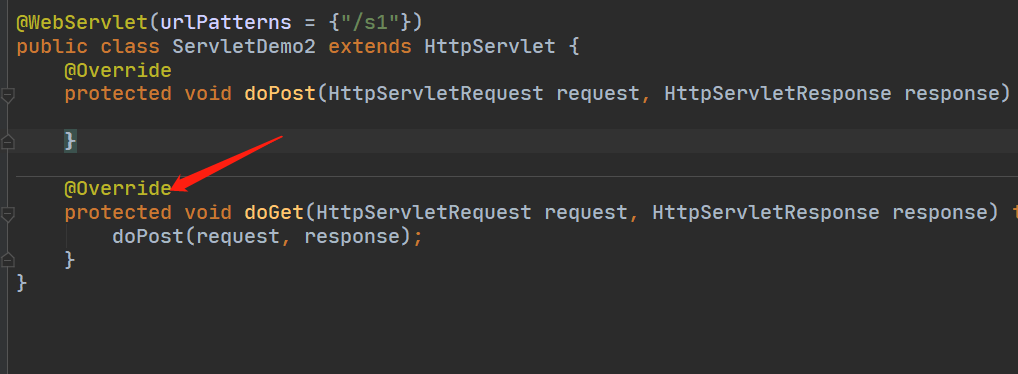 @WebServlet(urlPatterns = {"/s1"})
public class ServletDemo2 extends HttpServlet {
@Override
protected void doPost(HttpServletRequest request, HttpServletResponse response)
}
@Override
protected void doGet(HttpServletRequest request, HttpServletResponse response) t
doPost(request, response);
}
}